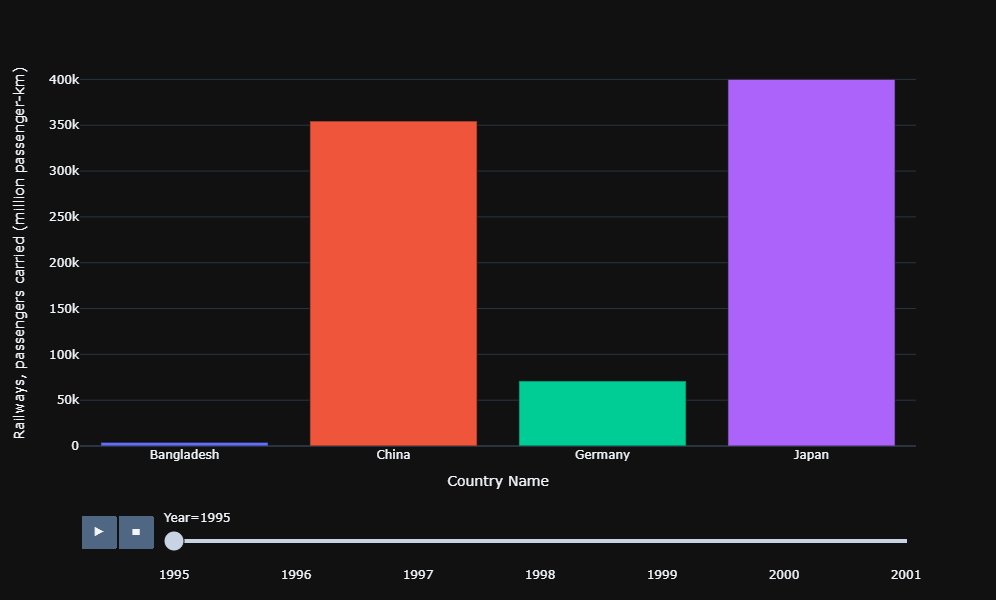 Railways, passengers carried (million passenger-km)
400k
350k
300k
250k
200k
150k
100k
50k
0
Bangladesh China Germany Japan
Country Name
Year=1995
1995 1996 1997 1998 1999 2000 2001